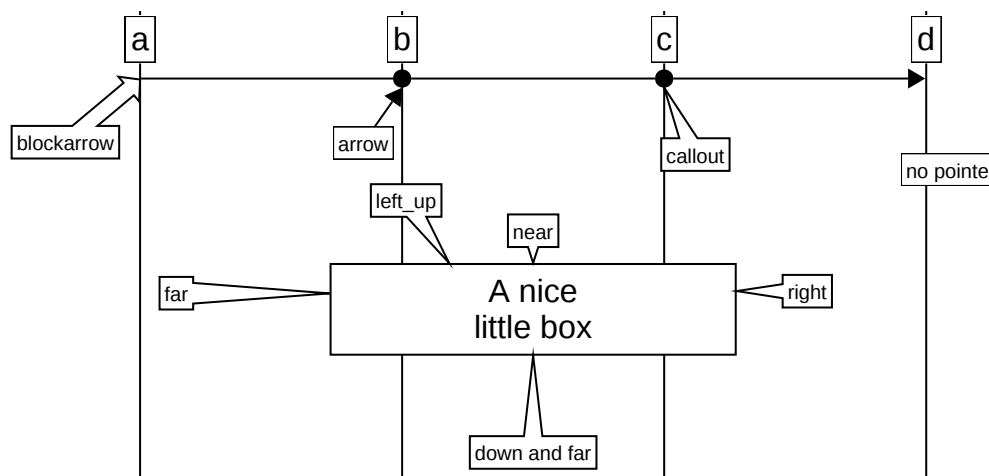 a
b
c
d
blockarrow
arrow
callout
no pointe
left_up
near
far
A nice
little box
right
down and far